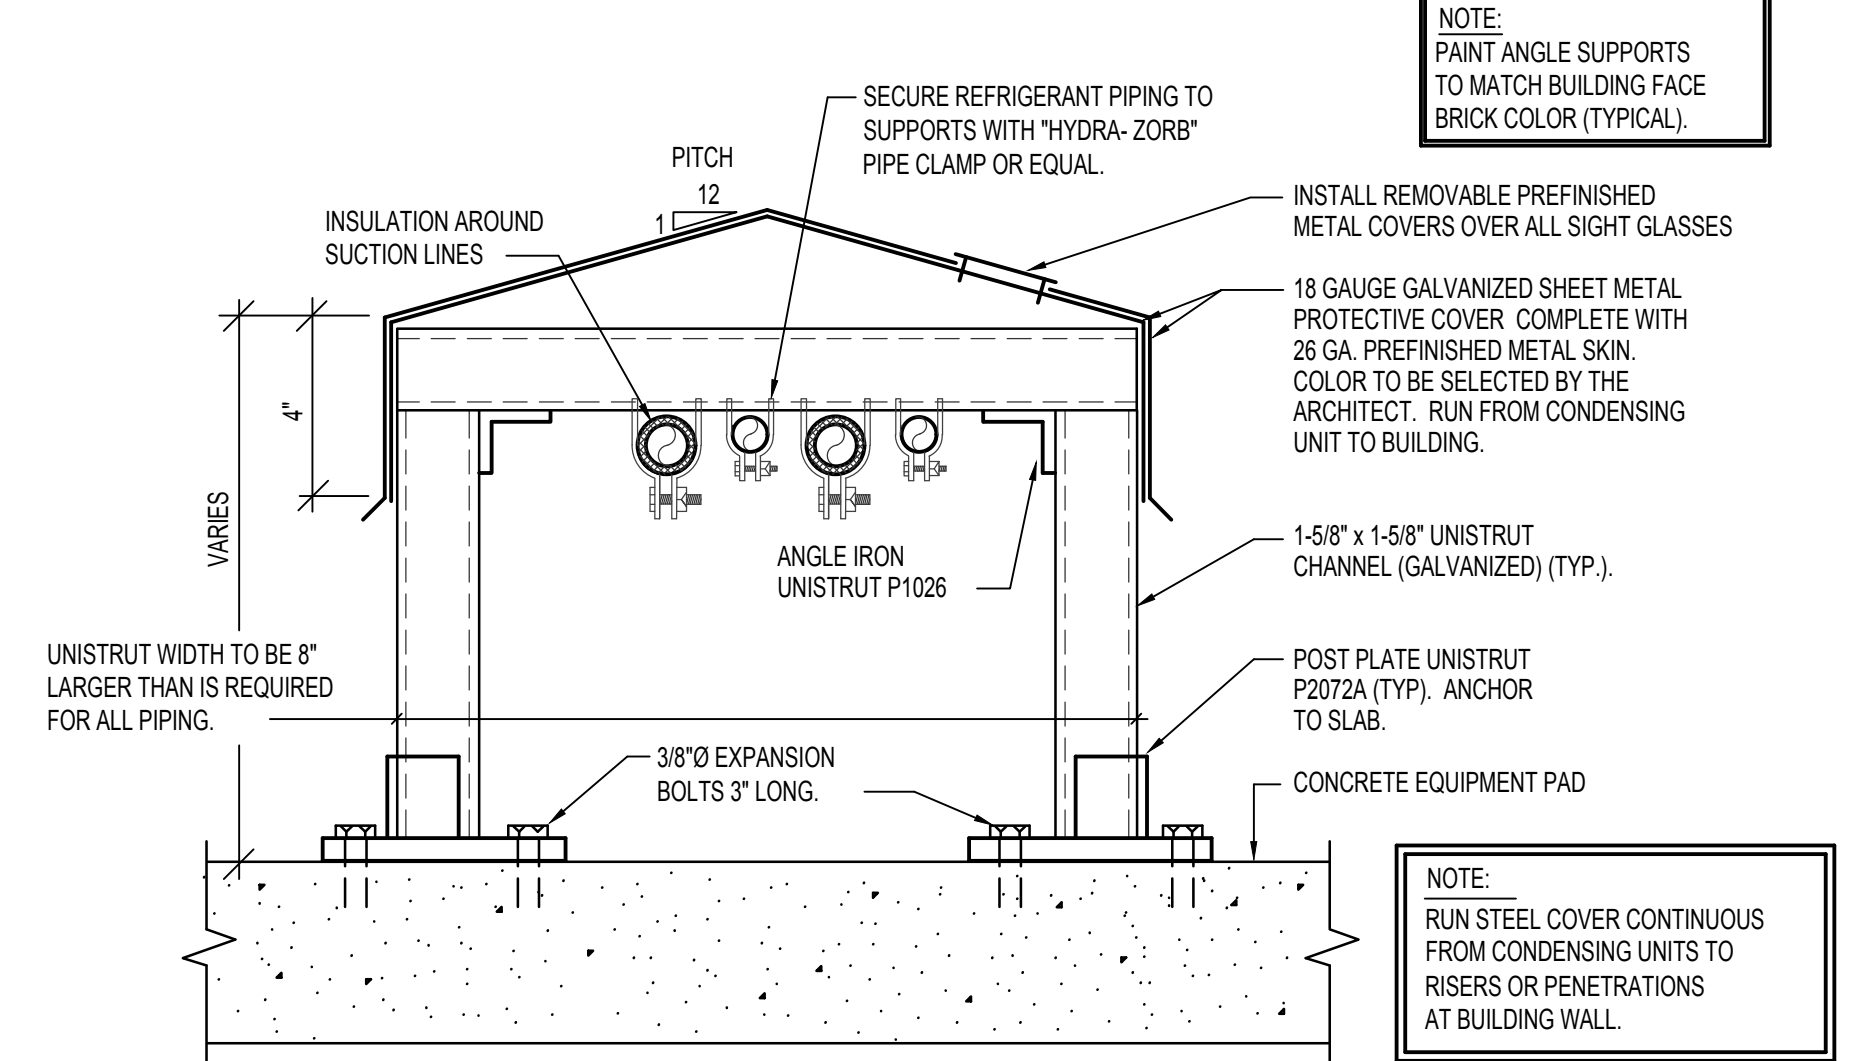 NOTE:
PAINT ANGLE SUPPORTS
TO MATCH BUILDING FACE
BRICK COLOR (TYPICAL).
SECURE REFRIGERANT PIPING TO
SUPPORTS WITH "HYDRA- ZORB"
PIPE CLAMP OR EQUAL.
PITCH
12
1
INSULATION AROUND
SUCTION LINES
INSTALL REMOVABLE PREFINISHED
METAL COVERS OVER ALL SIGHT GLASSES
18 GAUGE GALVANIZED SHEET METAL
PROTECTIVE COVER COMPLETE WITH
26 GA. PREFINISHED METAL SKIN.
COLOR TO BE SELECTED BY THE
ARCHITECT. RUN FROM CONDENSING
UNIT TO BUILDING.
4"
VARIES
ANGLE IRON
UNISTRUT P1026
1-5/8" x 1-5/8" UNISTRUT
CHANNEL (GALVANIZED) (TYP.).
UNISTRUT WIDTH TO BE 8"
LARGER THAN IS REQUIRED
FOR ALL PIPING.
POST PLATE UNISTRUT
P2072A (TYP). ANCHOR
TO SLAB.
3/8"Ø EXPANSION
BOLTS 3" LONG.
CONCRETE EQUIPMENT PAD
NOTE:
RUN STEEL COVER CONTINUOUS
FROM CONDENSING UNITS TO
RISERS OR PENETRATIONS
AT BUILDING WALL.